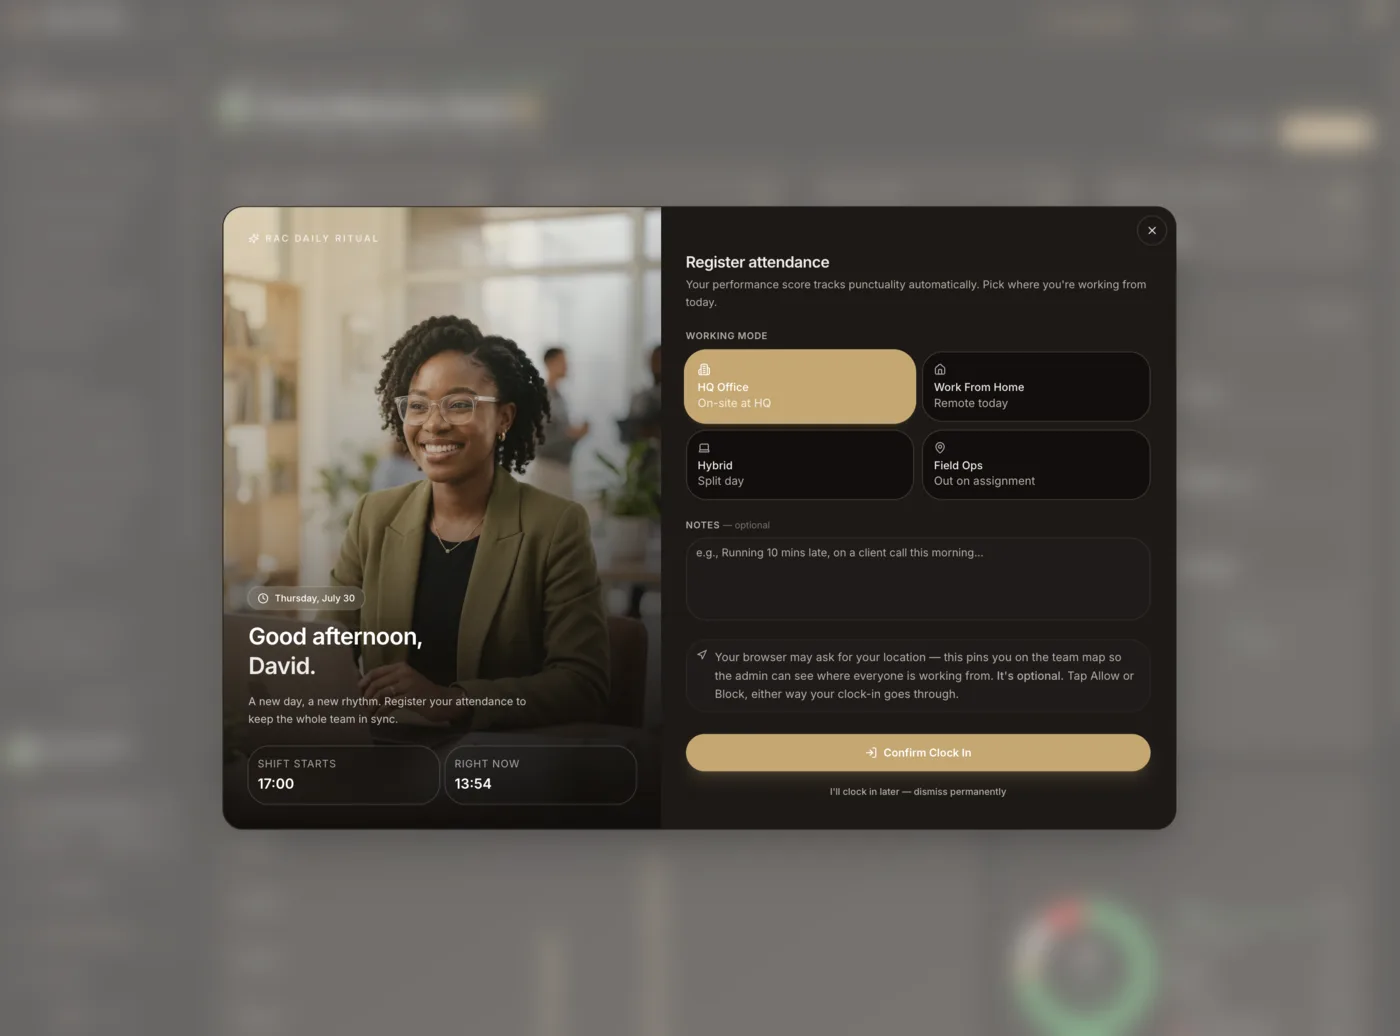 RAC DAILY RITUAL
Thursday, July 30
Good afternoon,
David.
A new day, a new rhythm. Register your attendance to
keep the whole team in sync.
SHIFT STARTS
17:00
RIGHT NOW
13:54
Register attendance
Your performance score tracks punctuality automatically. Pick where you're working from
today.
WORKING MODE
HQ Office
On-site at HQ
Work From Home
Remote today
Hybrid
Split day
Field Ops
Out on assignment
NOTES — optional
e.g., Running 10 mins late, on a client call this morning...
Your browser may ask for your location — this pins you on the team map so
the admin can see where everyone is working from. It's optional. Tap Allow or
Block, either way your clock-in goes through.
Confirm Clock In
I'll clock in later — dismiss permanently